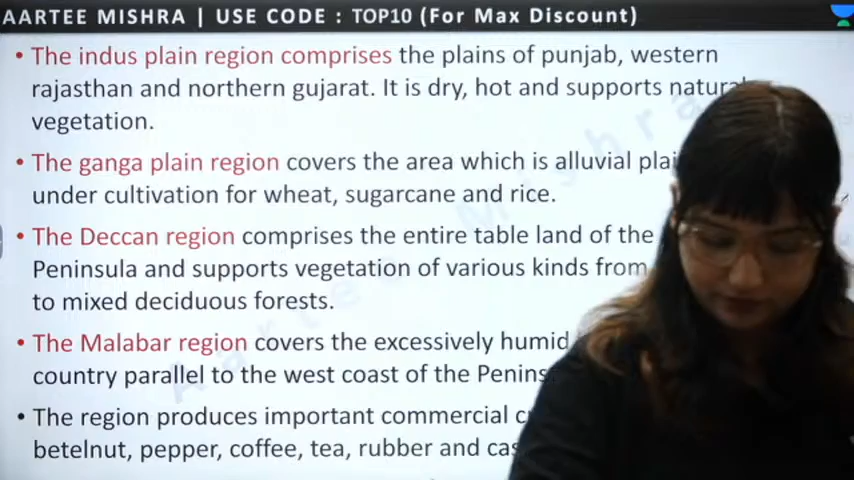 AARTEE MISHRA | USE CODE : TOP10 (For Max Discount)
• The indus plain region comprises the plains of punjab, western
rajasthan and northern gujarat. It is dry, hot and supports natural
vegetation.
• The ganga plain region covers the area which is alluvial
under cultivation for wheat, sugarcane and rice.
• The Deccan region comprises the entire table land of the
Peninsula and supports vegetation of various kinds from
to mixed deciduous forests.
• The Malabar region covers the excessively humid
country parallel to the west coast of the
• The region produces important commercial
betelnut, pepper, coffee, tea, rubber and
Aartee Mishra